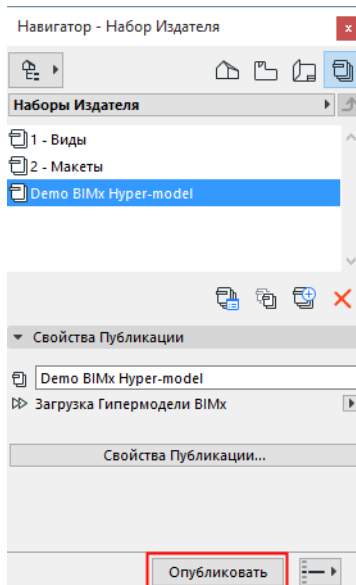 Навигатор - Набор Издателя
Наборы Издателя
1 - Виды
2 - Макеты
Demo BIMx Hyper-model
Свойства Публикации
Demo BIMx Hyper-model
Загрузка Гипермодели BIMx
Свойства Публикации...
Опубликовать